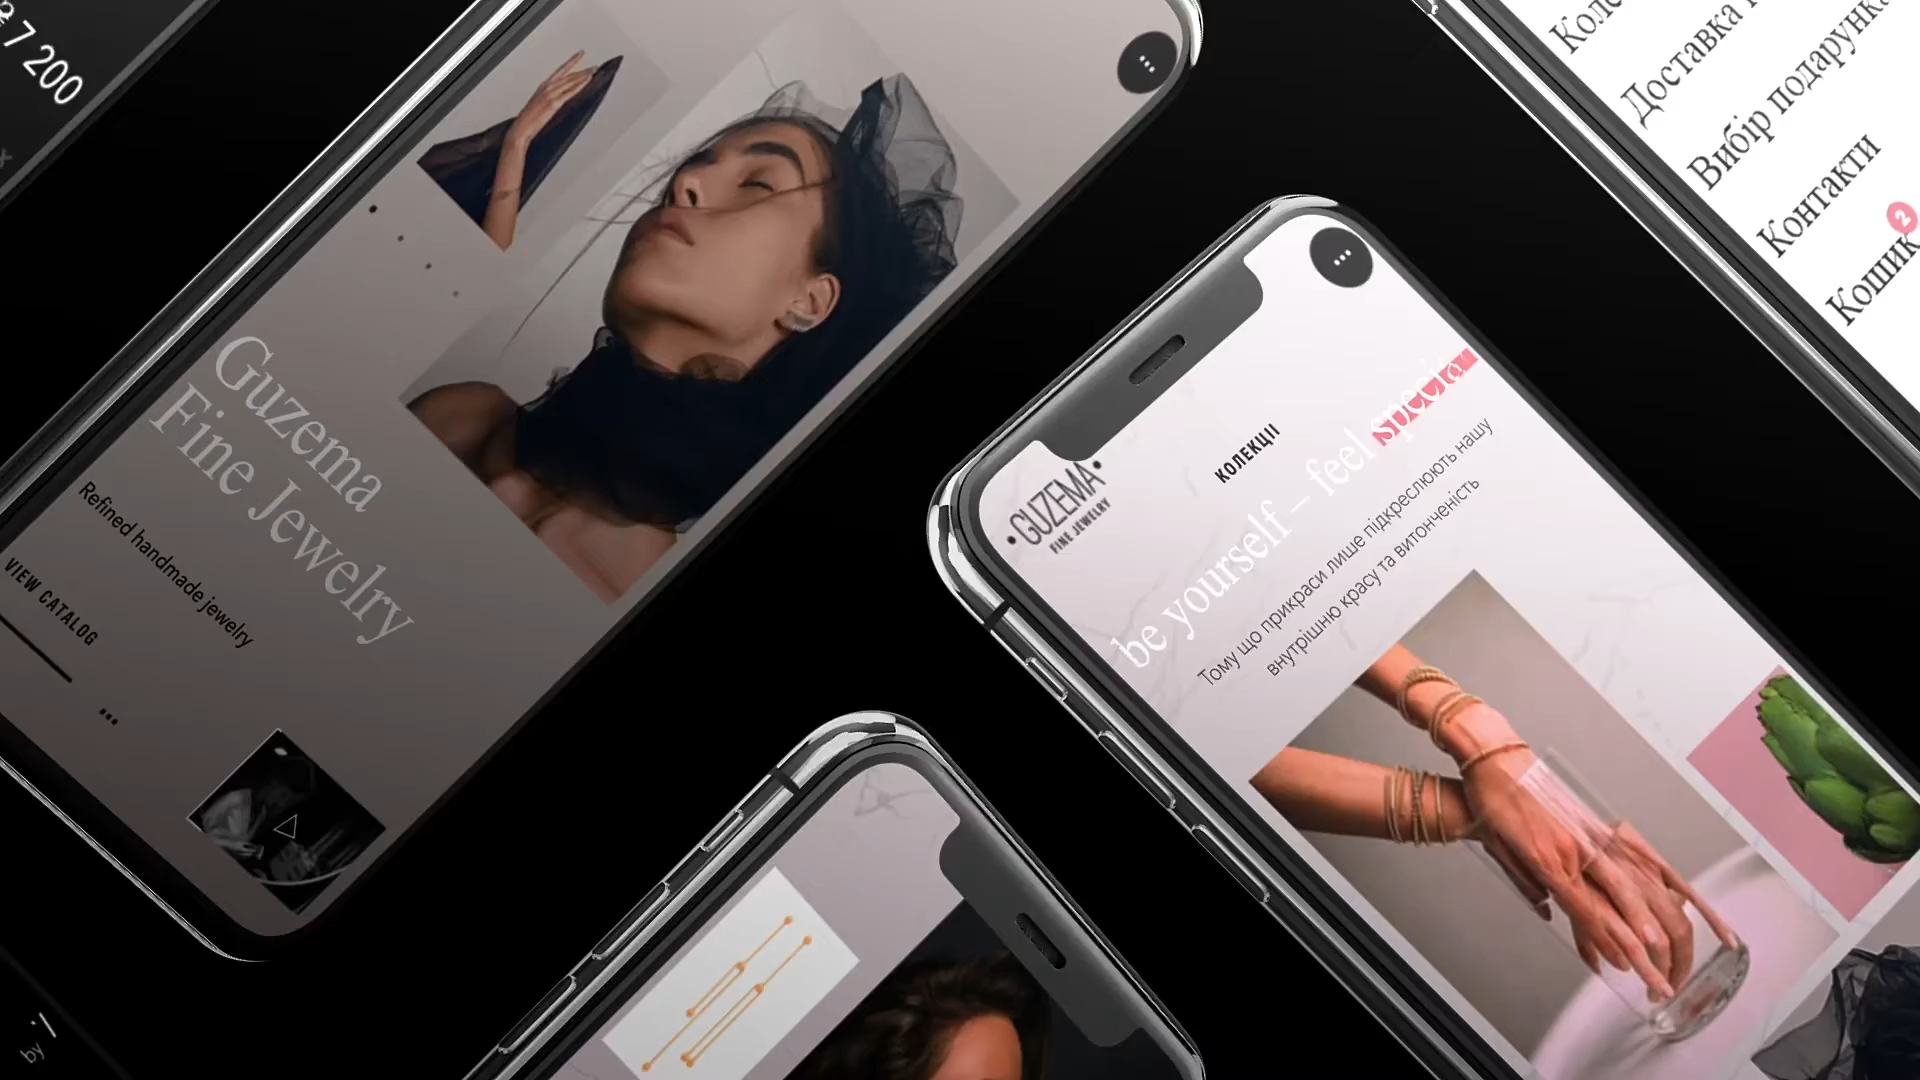 7 200
Guzema
Fine Jewelry
Refined handmade jewelry
VIEW CATALOG
by
GUZEMA
FINE JEWELRY
КОЛЕКЦІЇ
be yourself – feel special
Тому що прикраси лише підкреслюють нашу
внутрішню красу та витонченість
Доставка
Вибір подарунка
Контакти
Кошик 2